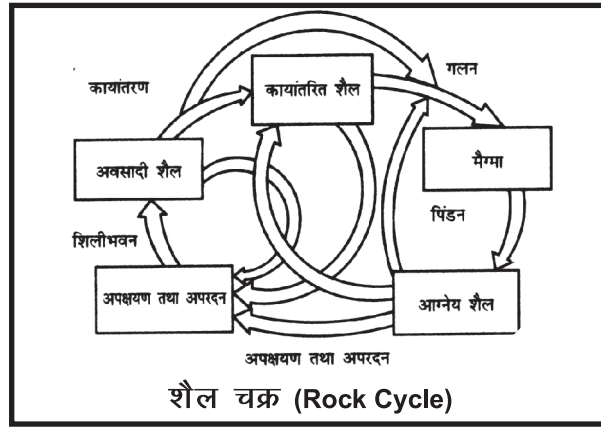 गलन
कायांतरण
कायांतरित शैल
मैग्मा
अवसादी शैल
पिंडन
शिलीभवन
अपक्षयण तथा अपरदन
आग्नेय शैल
अपक्षयण तथा अपरदन
शैल चक्र (Rock Cycle)